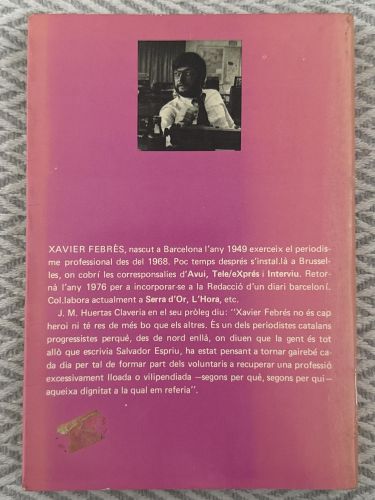 XAVIER FEBRÈS, nascut a Barcelona l'any 1949 exerceix el periodis-
me professional des del 1968. Poc temps després s'instal.là a Brussel-
les, on cobrí les corresponsalies d'Avui, Tele/eXprés i Interviu. Retor-
nà l'any 1976 per a incorporar-se a la Redacció d'un diari barceloní.
Col.labora actualment a Serra d'Or, L'Hora, etc.
J. M. Huertas Claveria en el seu pròleg diu: "Xavier Febrés no és cap
heroi ni té res de més bo que els altres. És un dels periodistes catalans
progressistes perquè, des de nord enllà, on diuen que la gent és tot
allò que escrivia Salvador Espriu, ha estat pensant a tornar gairebé ca-
da dia per tal de formar part dels voluntaris a recuperar una professió
excessivament lloada o vilipendiada —segons per què, segons per qui—
aqueixa dignitat a la qual em referia".